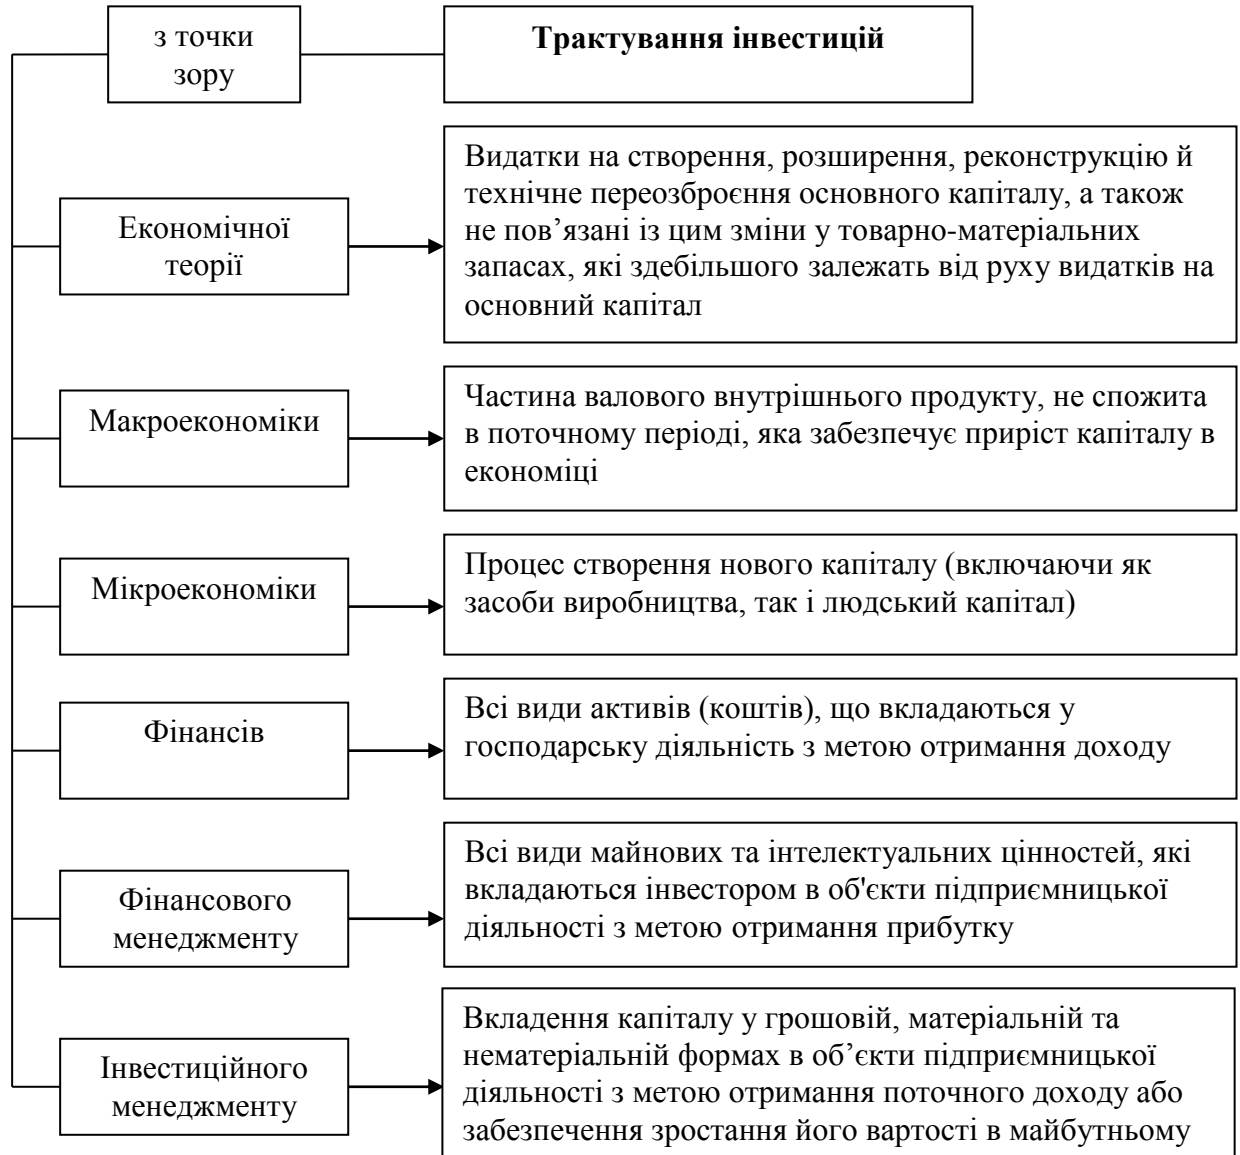 з точки
зору
Трактування інвестицій
Економічної
теорії
Видатки на створення, розширення, реконструкцію й
технічне переозброєння основного капіталу, а також
не пов’язані із цим зміни у товарно-матеріальних
запасах, які здебільшого залежать від руху видатків на
основний капітал
Макроекономіки
Частина валового внутрішнього продукту, не спожита
в поточному періоді, яка забезпечує приріст капіталу в
економіці
Мікроекономіки
Процес створення нового капіталу (включаючи як
засоби виробництва, так і людський капітал)
Фінансів
Всі види активів (коштів), що вкладаються у
господарську діяльність з метою отримання доходу
Фінансового
менеджменту
Всі види майнових та інтелектуальних цінностей, які
вкладаються інвестором в об'єкти підприємницької
діяльності з метою отримання прибутку
Інвестиційного
менеджменту
Вкладення капіталу у грошовій, матеріальній та
нематеріальній формах в об’єкти підприємницької
діяльності з метою отримання поточного доходу або
забезпечення зростання його вартості в майбутньому